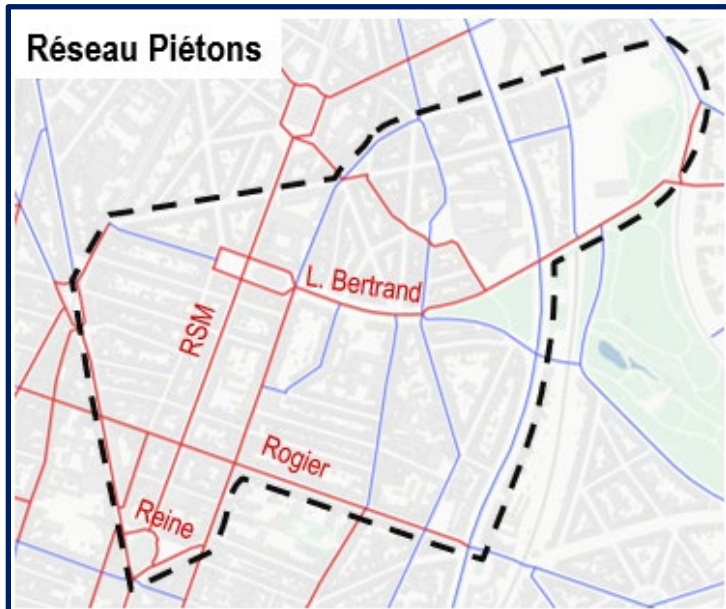 Réseau Piétons
L. Bertrand
RSM
Rogier
Reine